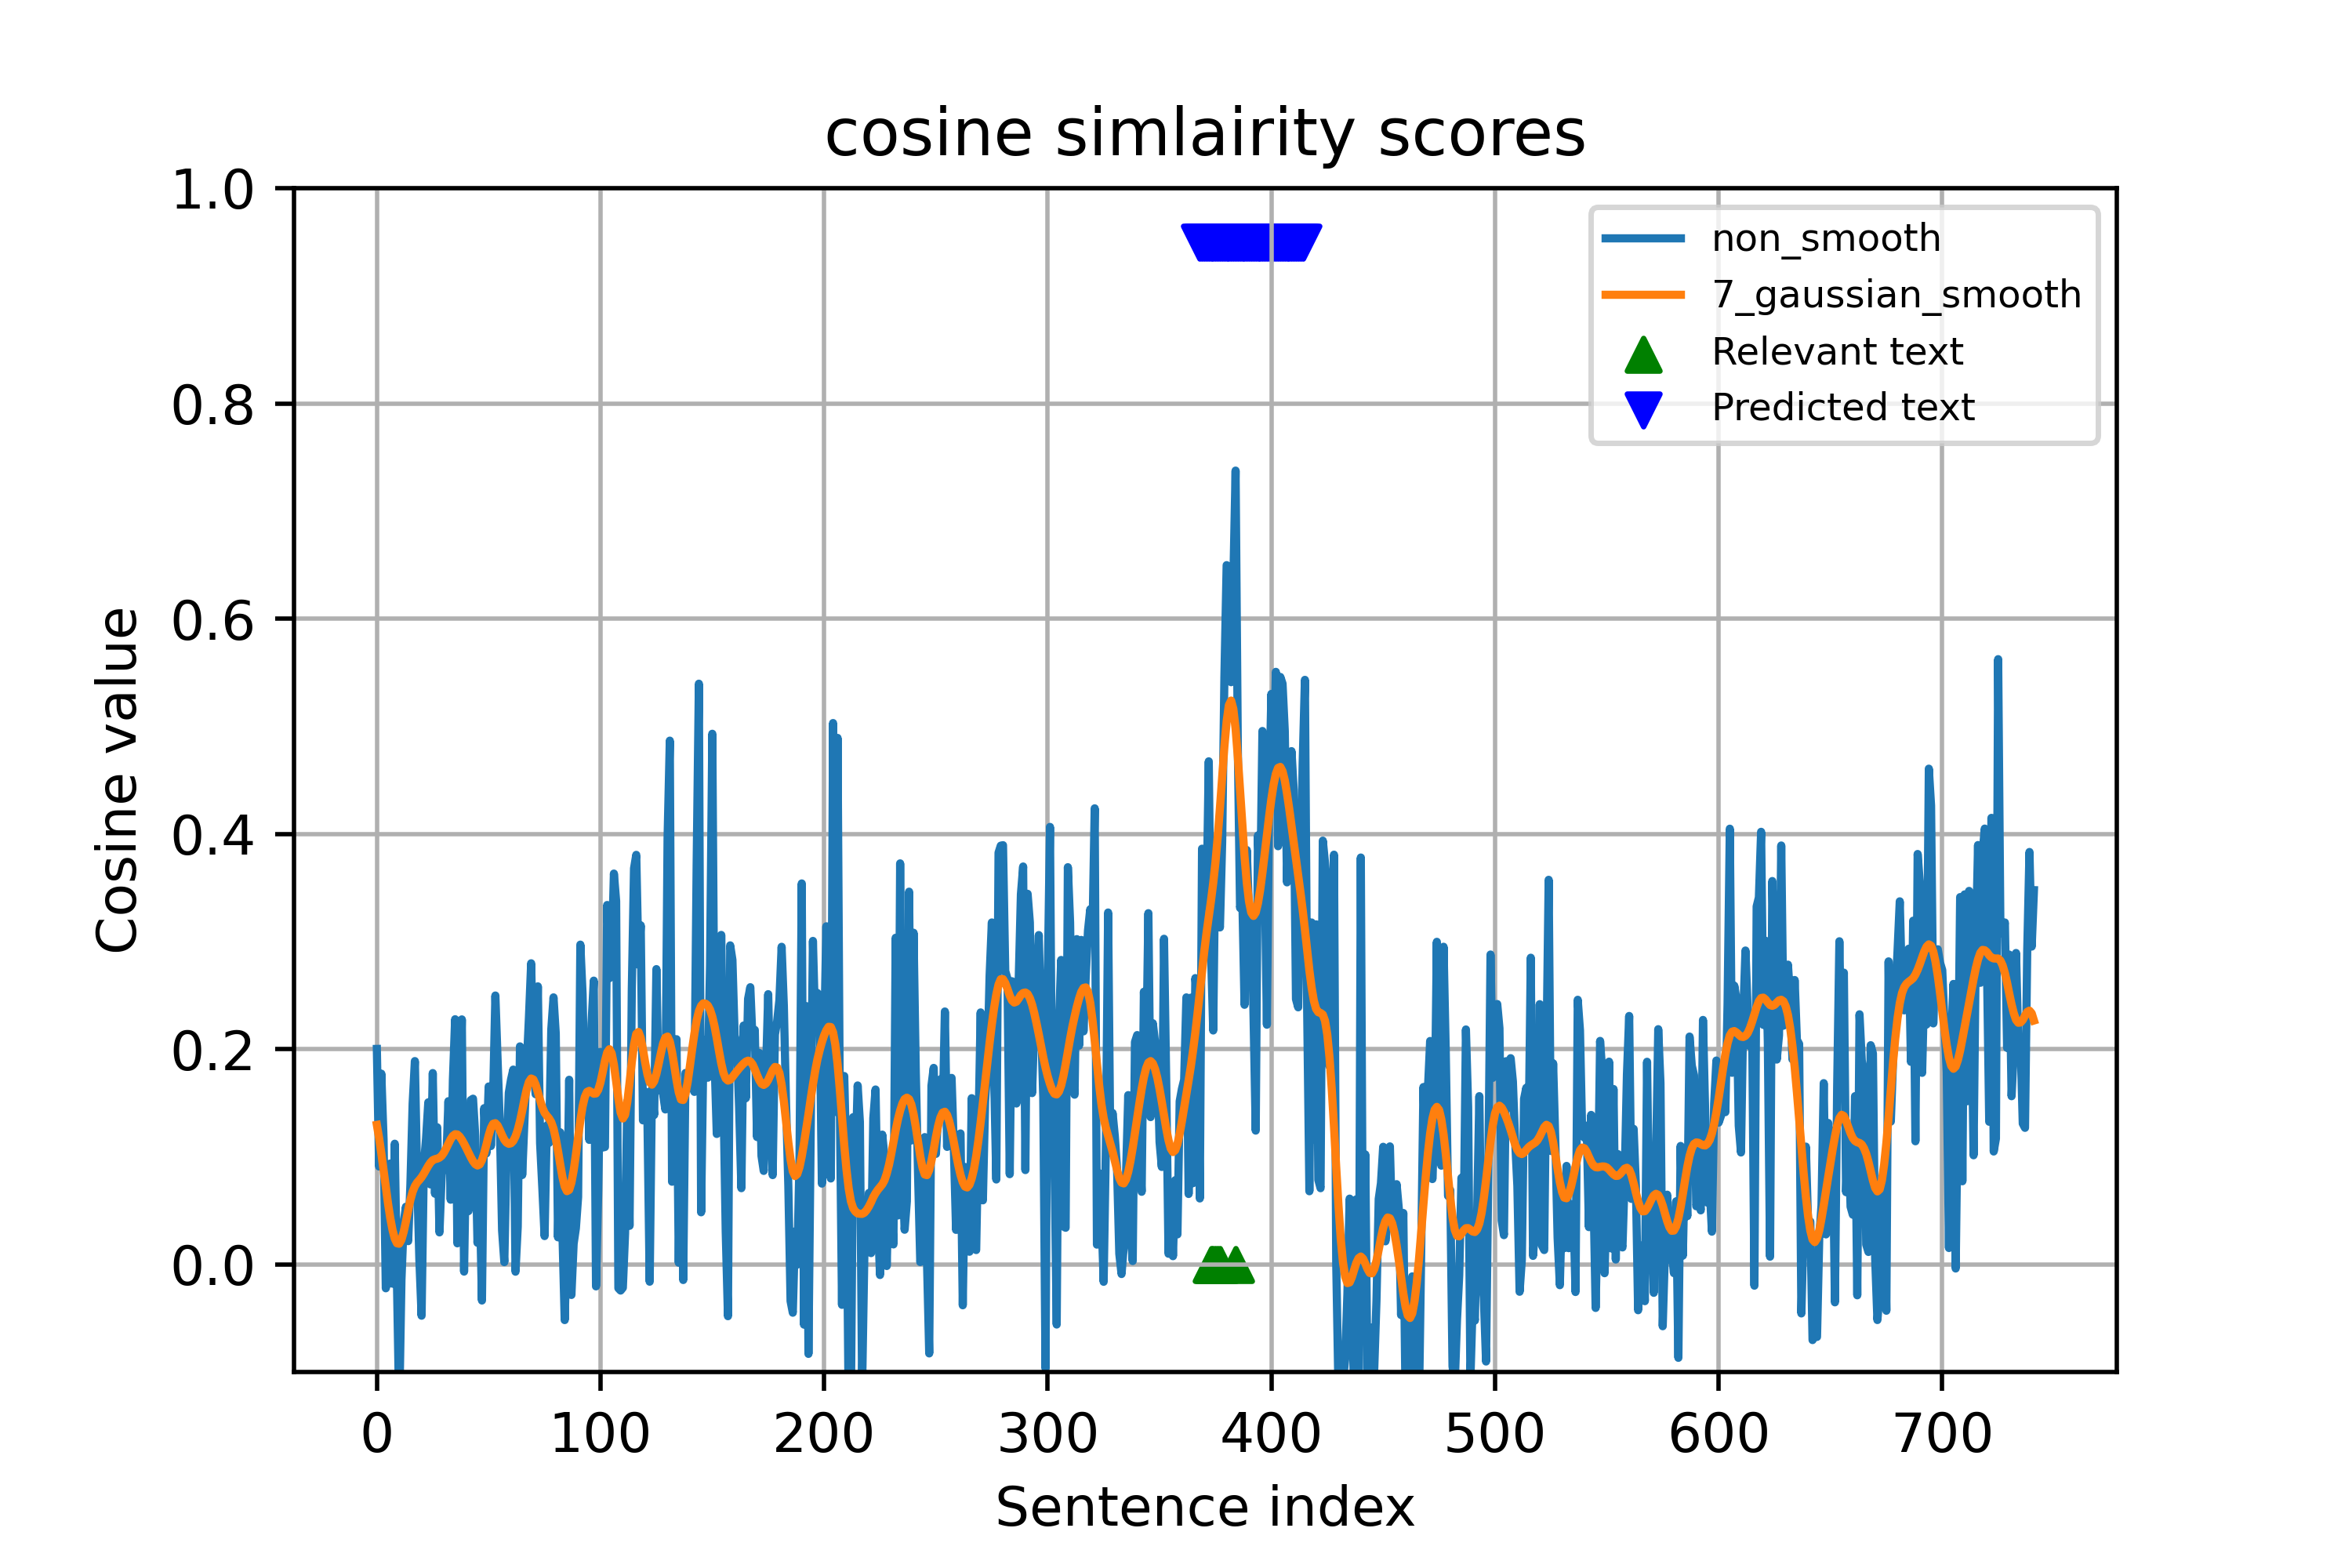 cosine simlairity scores
1.0
0.8
0.6
0.4
0.2
0.0
Cosine value
non_smooth
7_gaussian_smooth
Relevant text
Predicted text
0 100 200 300 400 500 600 700
Sentence index